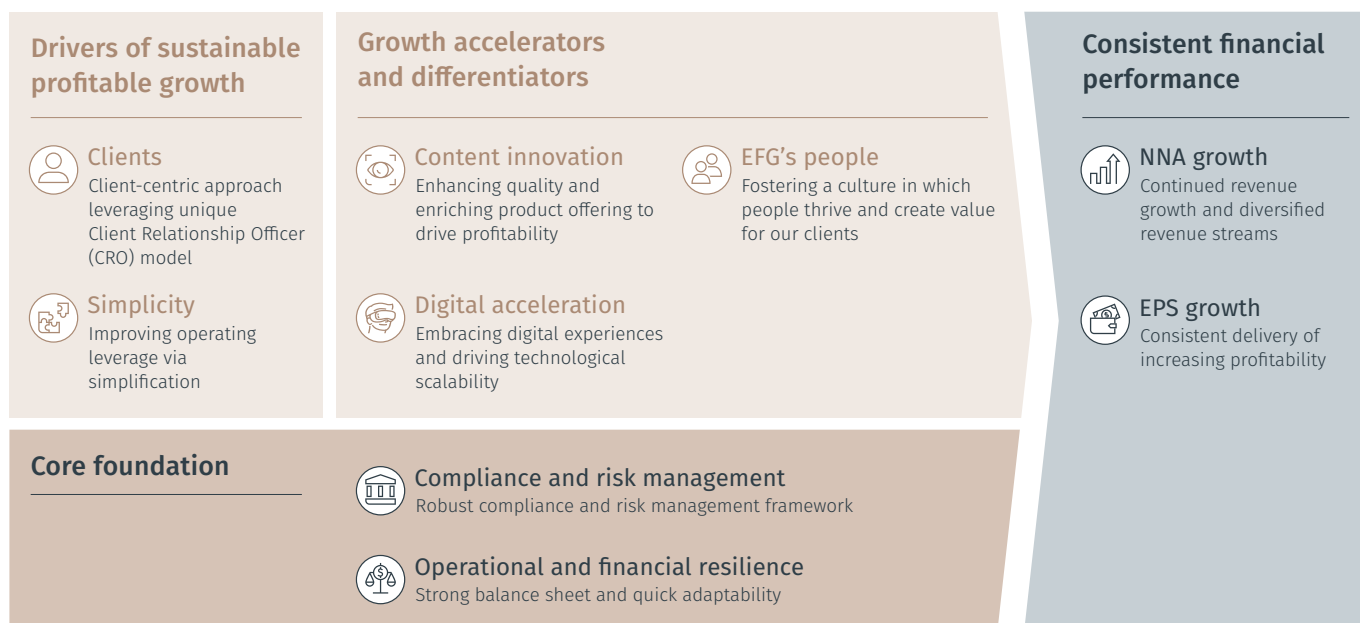 Drivers of sustainable
profitable growth
Clients
Client-centric approach
leveraging unique
Client Relationship Officer
(CRO) model
Simplicity
Improving operating
leverage via
simplification
Growth accelerators
and differentiators
Content innovation
Enhancing quality and
enriching product offering to
drive profitability
EFG’s people
Fostering a culture in which
people thrive and create value
for our clients
Digital acceleration
Embracing digital experiences
and driving technological
scalability
Consistent financial
performance
NNA growth
Continued revenue
growth and diversified
revenue streams
EPS growth
Consistent delivery of
increasing profitability
Core foundation
Compliance and risk management
Robust compliance and risk management framework
Operational and financial resilience
Strong balance sheet and quick adaptability